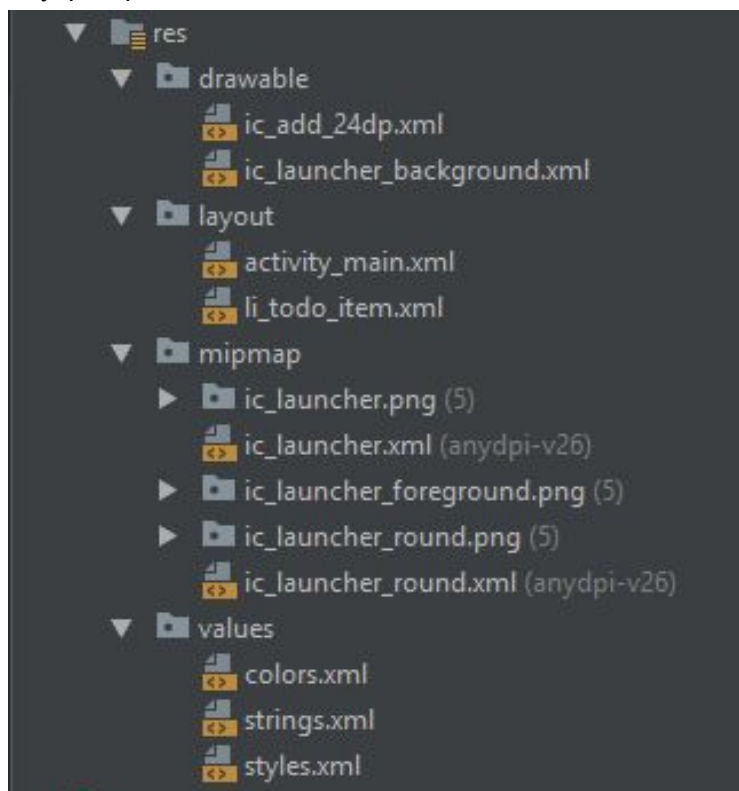 res
drawable
ic_add_24dp.xml
ic_launcher_background.xml
layout
activity_main.xml
li_todo_item.xml
mipmap
ic_launcher.png (5)
ic_launcher.xml (anydpi-v26)
ic_launcher_foreground.png (5)
ic_launcher_round.png (5)
ic_launcher_round.xml (anydpi-v26)
values
colors.xml
strings.xml
styles.xml